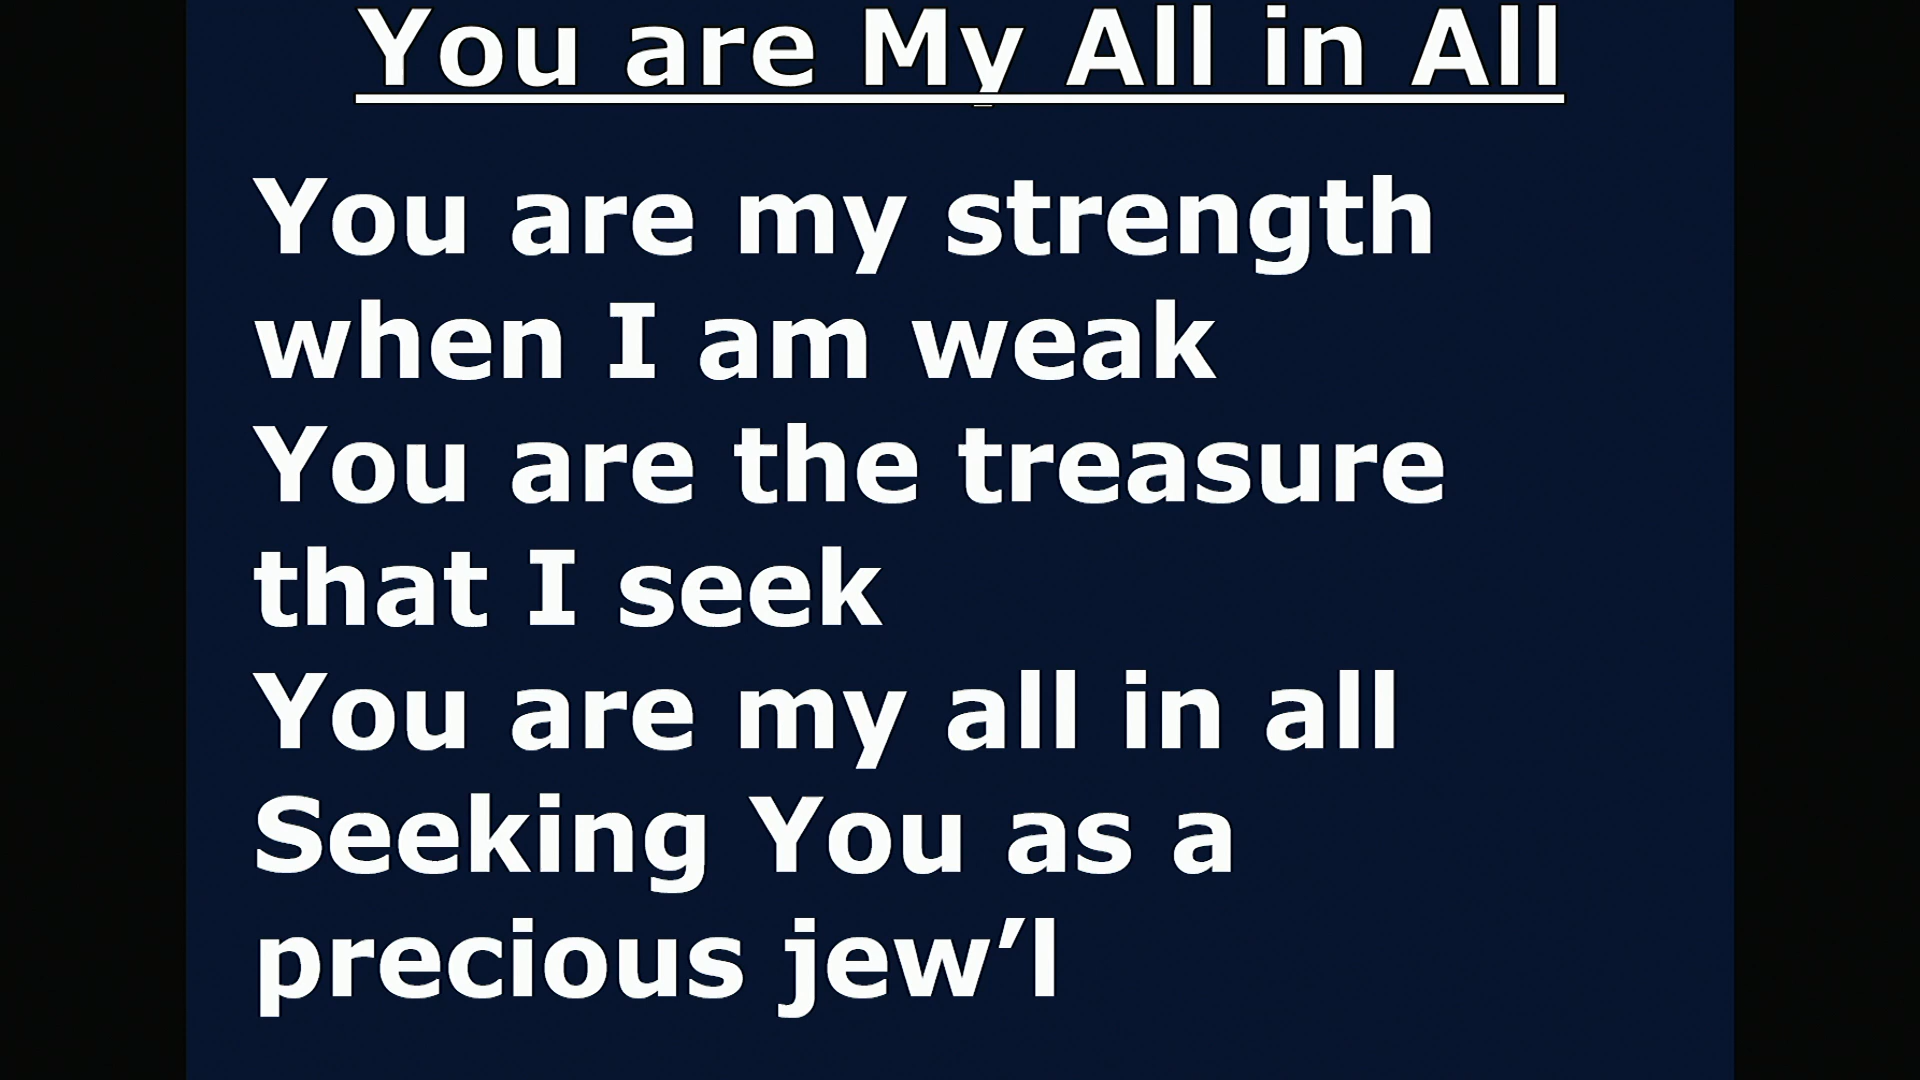 You are My All in All
You are my strength
when I am weak
You are the treasure
that I seek
You are my all in all
Seeking You as a
precious jew’l